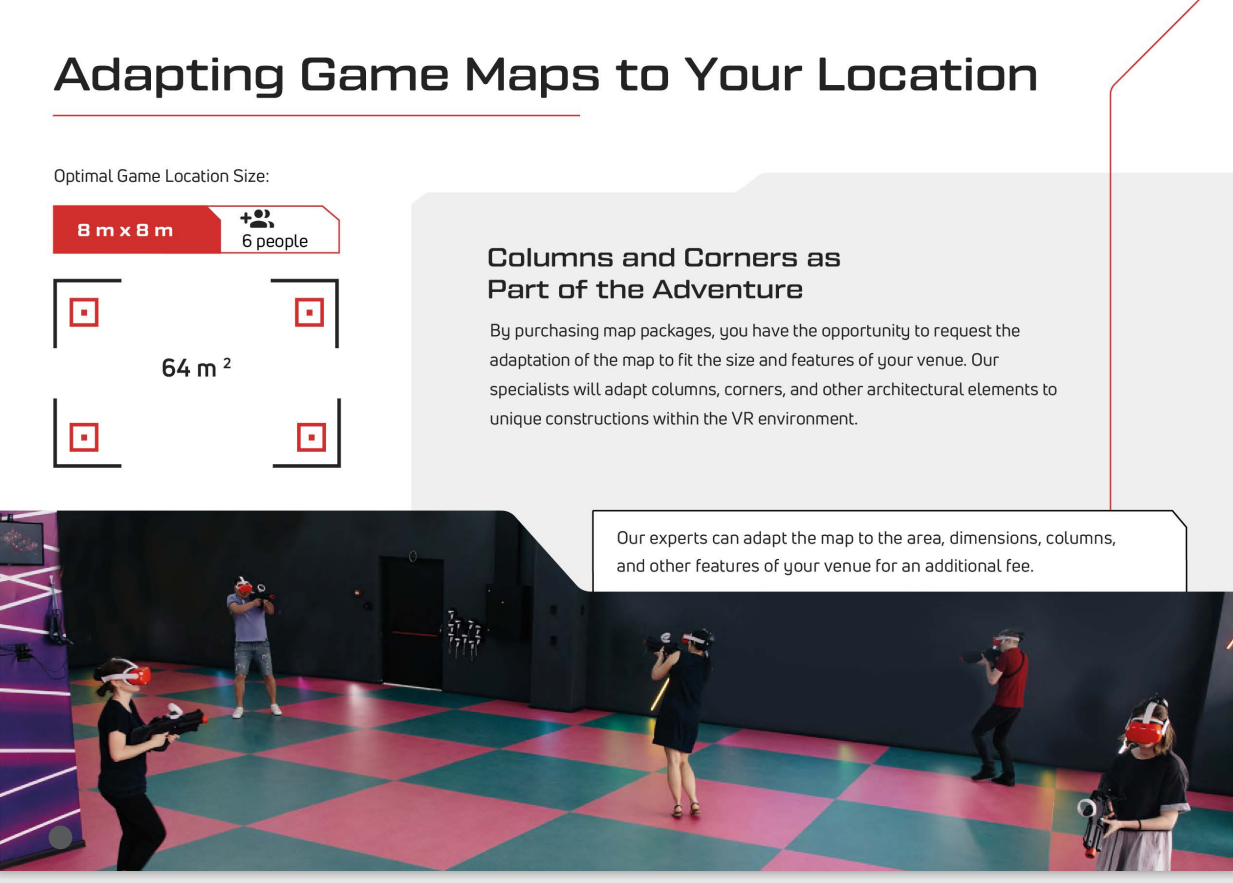 Adapting Game Maps to Your Location
Optimal Game Location Size:
8 m x 8 m
6 people
64 m ²
Columns and Corners as
Part of the Adventure
By purchasing map packages, you have the opportunity to request the
adaptation of the map to fit the size and features of your venue. Our
specialists will adapt columns, corners, and other architectural elements to
unique constructions within the VR environment.
Our experts can adapt the map to the area, dimensions, columns,
and other features of your venue for an additional fee.